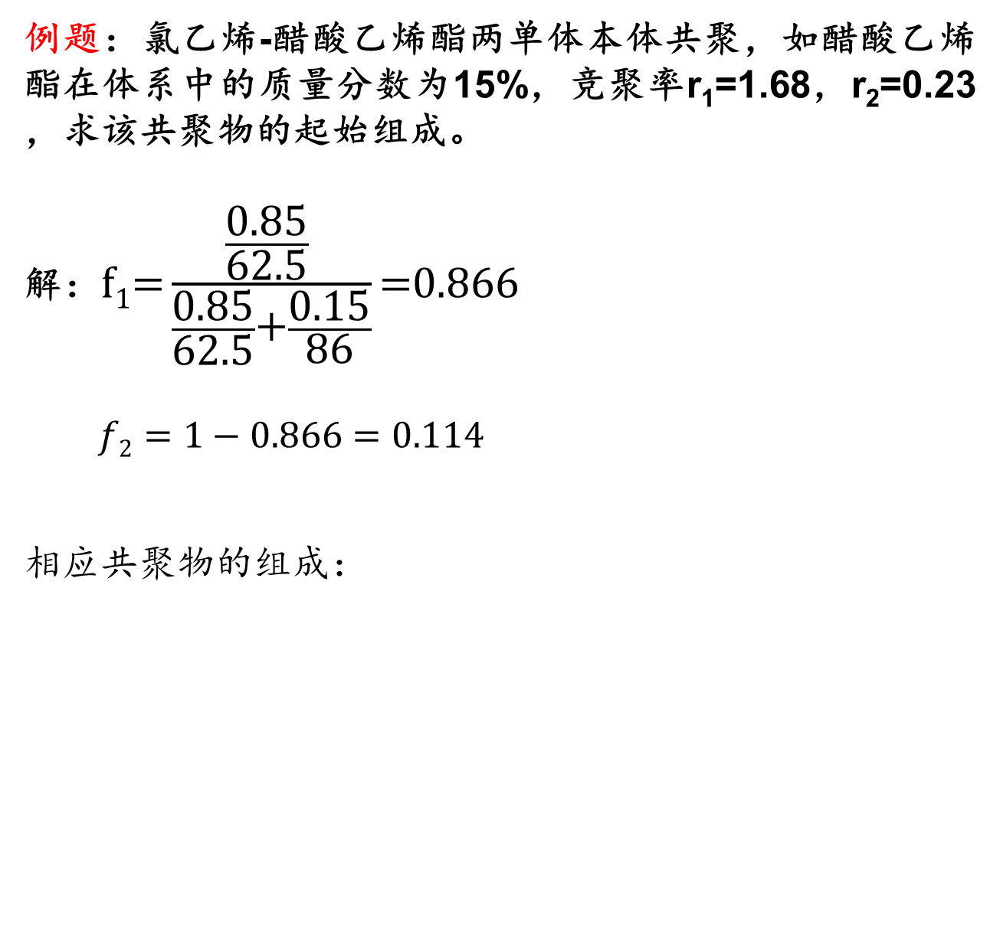 例题：氯乙烯-醋酸乙烯酯两单体本体共聚，如醋酸乙烯
酯在体系中的质量分数为15%，竞聚率r₁=1.68，r₂=0.23
，求该共聚物的起始组成。
0.85
62.5
解：f₁= =0.866
0.85 + 0.15
62.5 86
f₂ = 1 − 0.866 = 0.114
相应共聚物的组成：